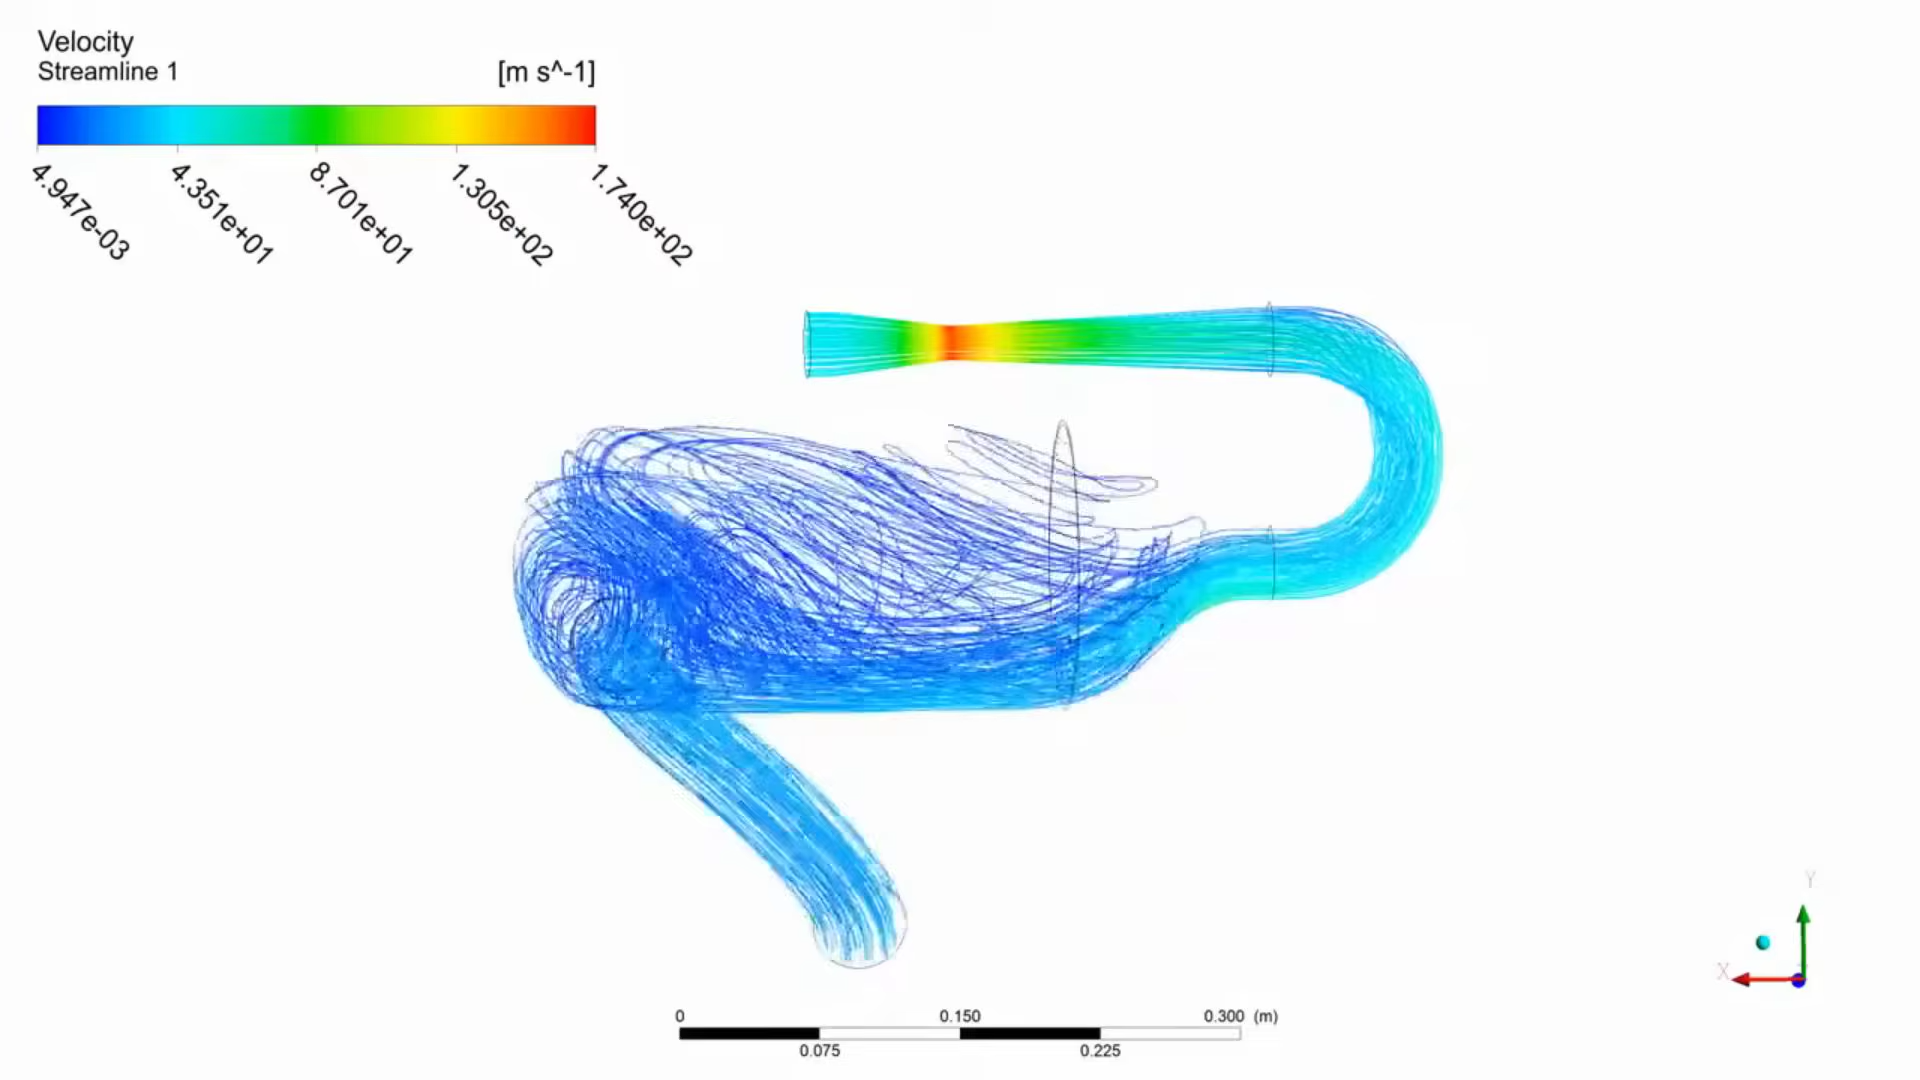 Velocity
Streamline 1 [m s^-1]
4.947e-03 4.351e+01 8.701e+01 1.305e+02 1.740e+02
Y
X
0 0.150 0.300 (m)
0.075 0.225